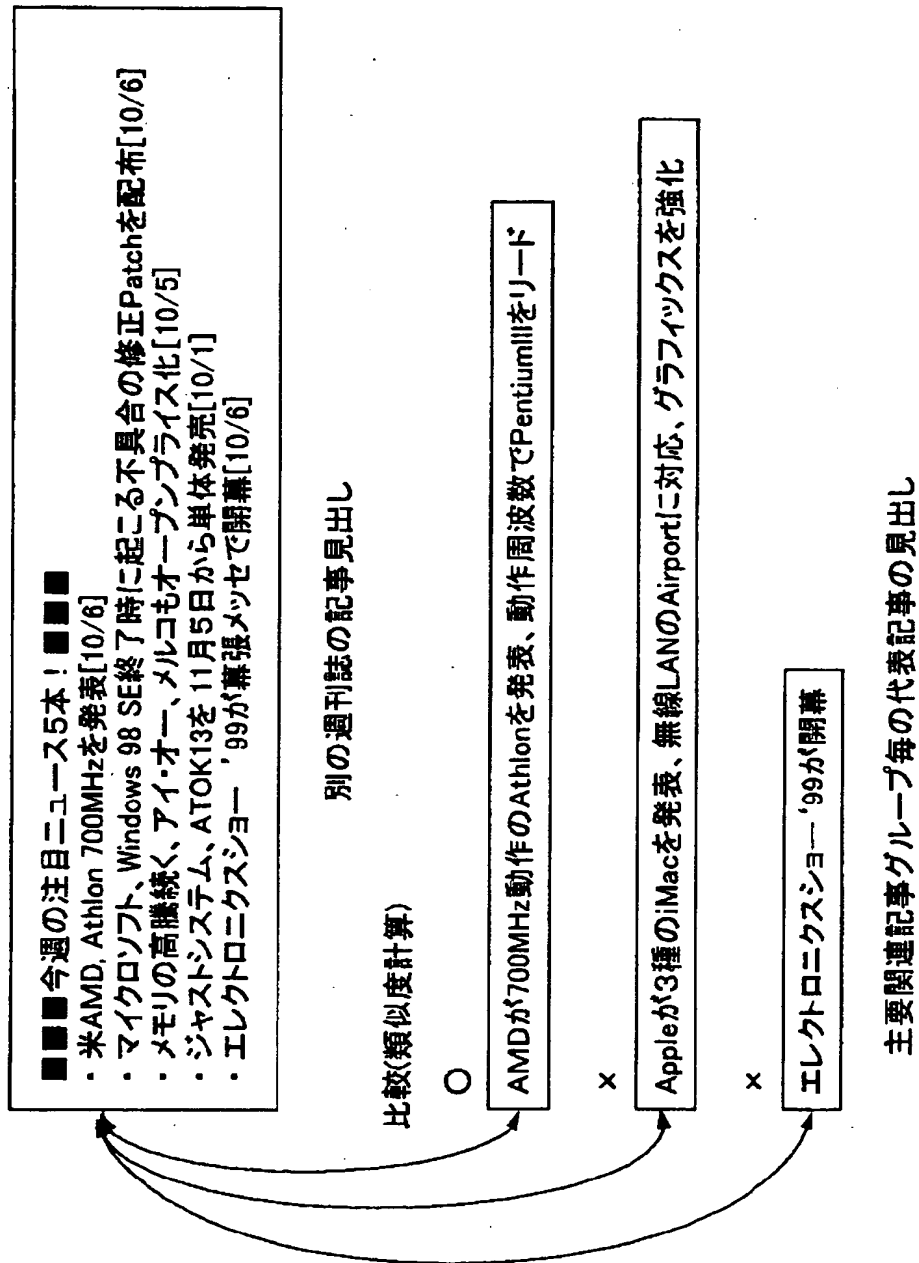 ■■■今週の注目ニュース5本！■■■
・米AMD, Athlon 700MHzを発表[10/6]
・マイクロソフト、Windows 98 SE終了時に起こる不具合の修正Patchを配布[10/6]
・メモリの高騰続く、アイ・オー、メルコもオープンプライス化[10/5]
・ジャストシステム、ATOK13を11月5日から単体発売[10/1]
・エレクトロニクスショー '99が幕張メッセで開幕[10/6]
別の週刊誌の記事見出し
比較(類似度計算)
○
AMDが700MHz動作のAthlonを発表、動作周波数でPentiumIIIをリード
×
Appleが3種のiMacを発表、無線LANのAirportに対応、グラフィックスを強化
×
エレクトロニクスショー '99が開幕
主要関連記事グループ毎の代表記事の見出し